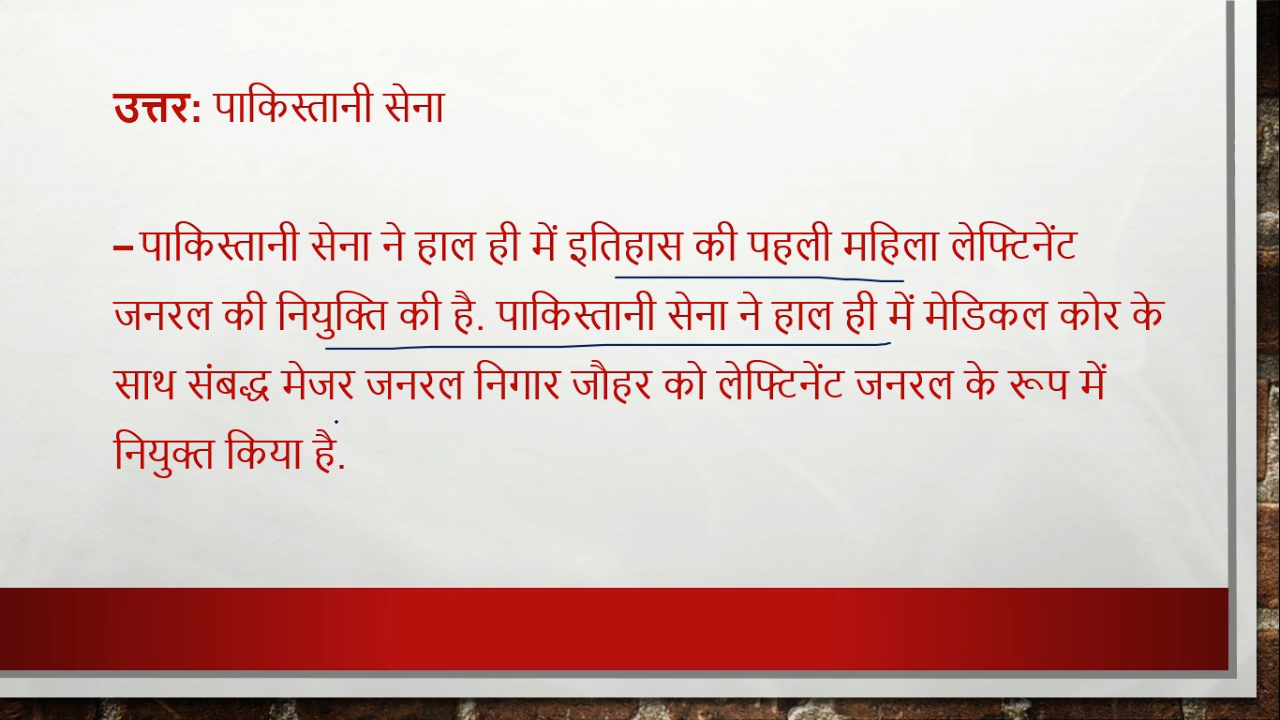 उत्तर: पाकिस्तानी सेना
– पाकिस्तानी सेना ने हाल ही में इतिहास की पहली महिला लेफ्टिनेंट
जनरल की नियुक्ति की है. पाकिस्तानी सेना ने हाल ही में मेडिकल कोर के
साथ संबद्ध मेजर जनरल निगार जौहर को लेफ्टिनेंट जनरल के रूप में
नियुक्त किया है.